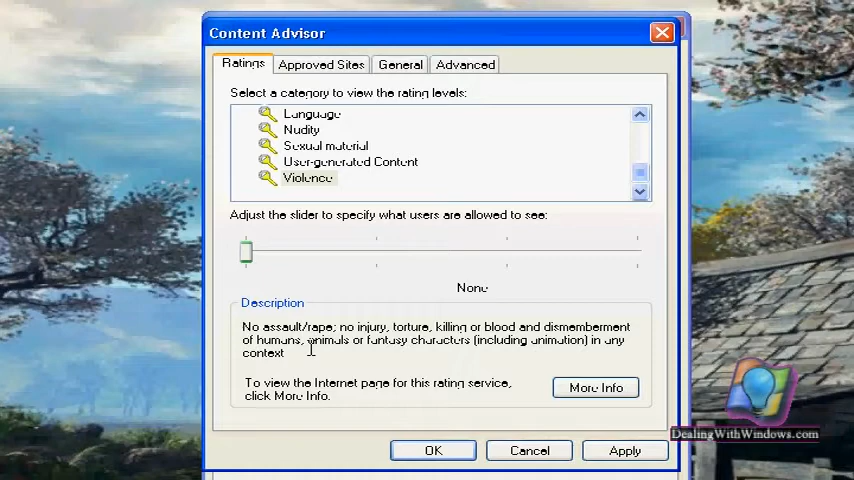 Content Advisor
Ratings
Approved Sites
General
Advanced
Select a category to view the rating levels:
Language
Nudity
Sexual material
User-generated Content
Violence
Adjust the slider to specify what users are allowed to see:
None
Description
No assault/rape; no injury, torture, killing or blood and dismemberment
of humans, animals or fantasy characters (including animation) in any
context
To view the Internet page for this rating service,
click More Info.
More Info
OK
Cancel
Apply
DealingWithWindows.com